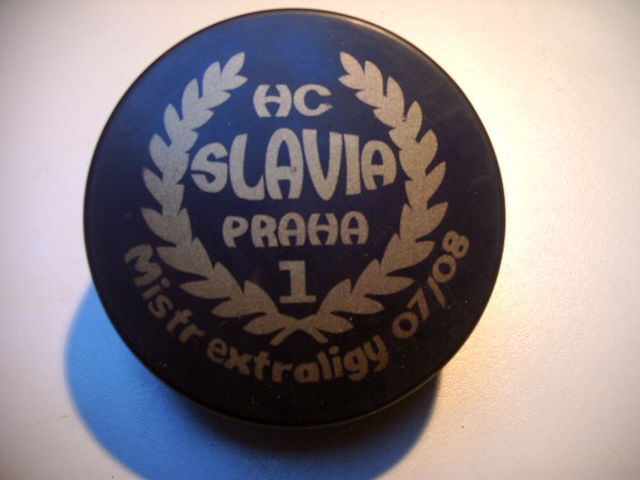 HC
SLAVIA
PRAHA
1
Mistr extraligy 07/08